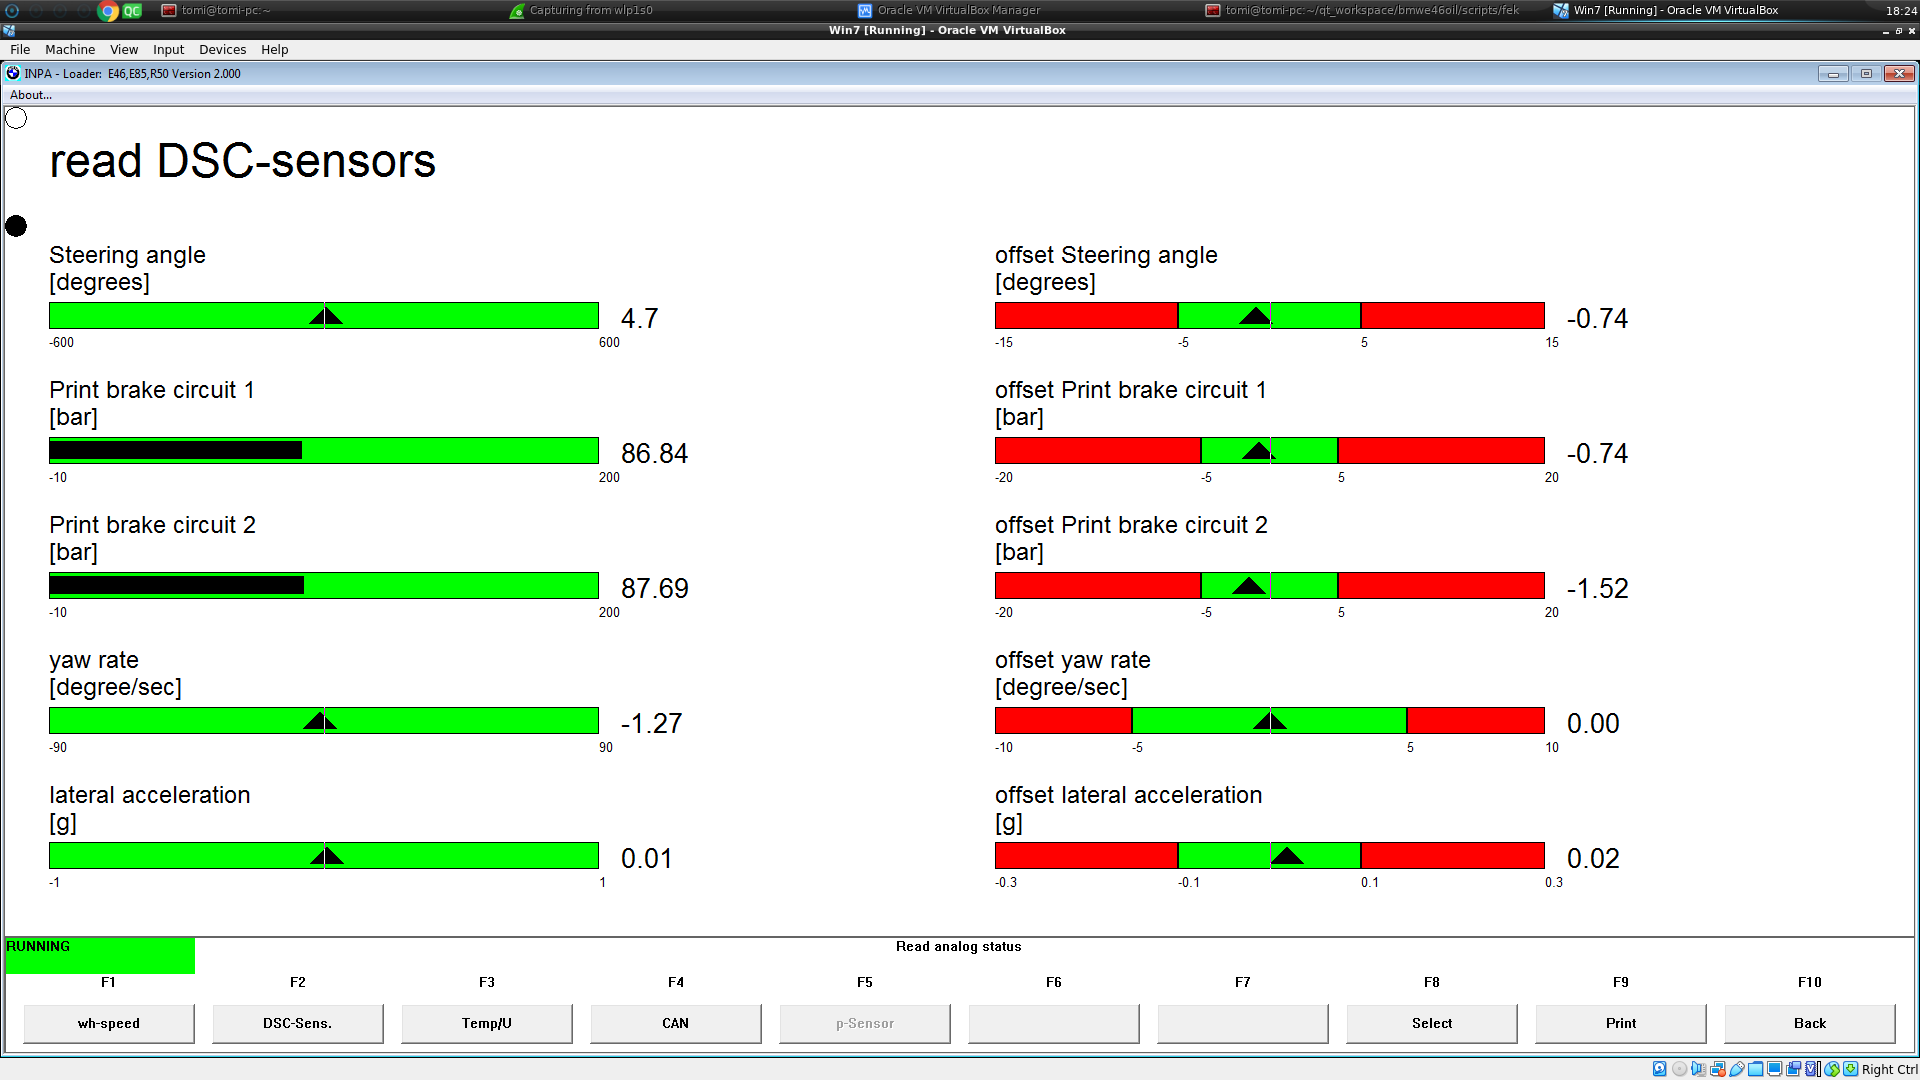 tomi@tomi-pc:~
Capturing from wlp1s0
Oracle VM VirtualBox Manager
tomi@tomi-pc:~/qt_workspace/bmwe46oil/scripts/fek
Win7 [Running] - Oracle VM VirtualBox
18:24
QC
Win7 [Running] - Oracle VM VirtualBox
File Machine View Input Devices Help
INPA - Loader: E46,E85,R50 Version 2.000
About...
read DSC-sensors
Steering angle
[degrees]
4.7
-600 600
offset Steering angle
[degrees]
-0.74
-15 -5 5 15
Print brake circuit 1
[bar]
86.84
-10 200
offset Print brake circuit 1
[bar]
-0.74
-20 -5 5 20
Print brake circuit 2
[bar]
87.69
-10 200
offset Print brake circuit 2
[bar]
-1.52
-20 -5 5 20
yaw rate
[degree/sec]
-1.27
-90 90
offset yaw rate
[degree/sec]
0.00
-10 -5 5 10
lateral acceleration
[g]
0.01
-1 1
offset lateral acceleration
[g]
0.02
-0.3 -0.1 0.1 0.3
RUNNING
Read analog status
F1 F2 F3 F4 F5 F6 F7 F8 F9 F10
wh-speed DSC-Sens. Temp/U CAN p-Sensor Select Print Back
Right Ctrl